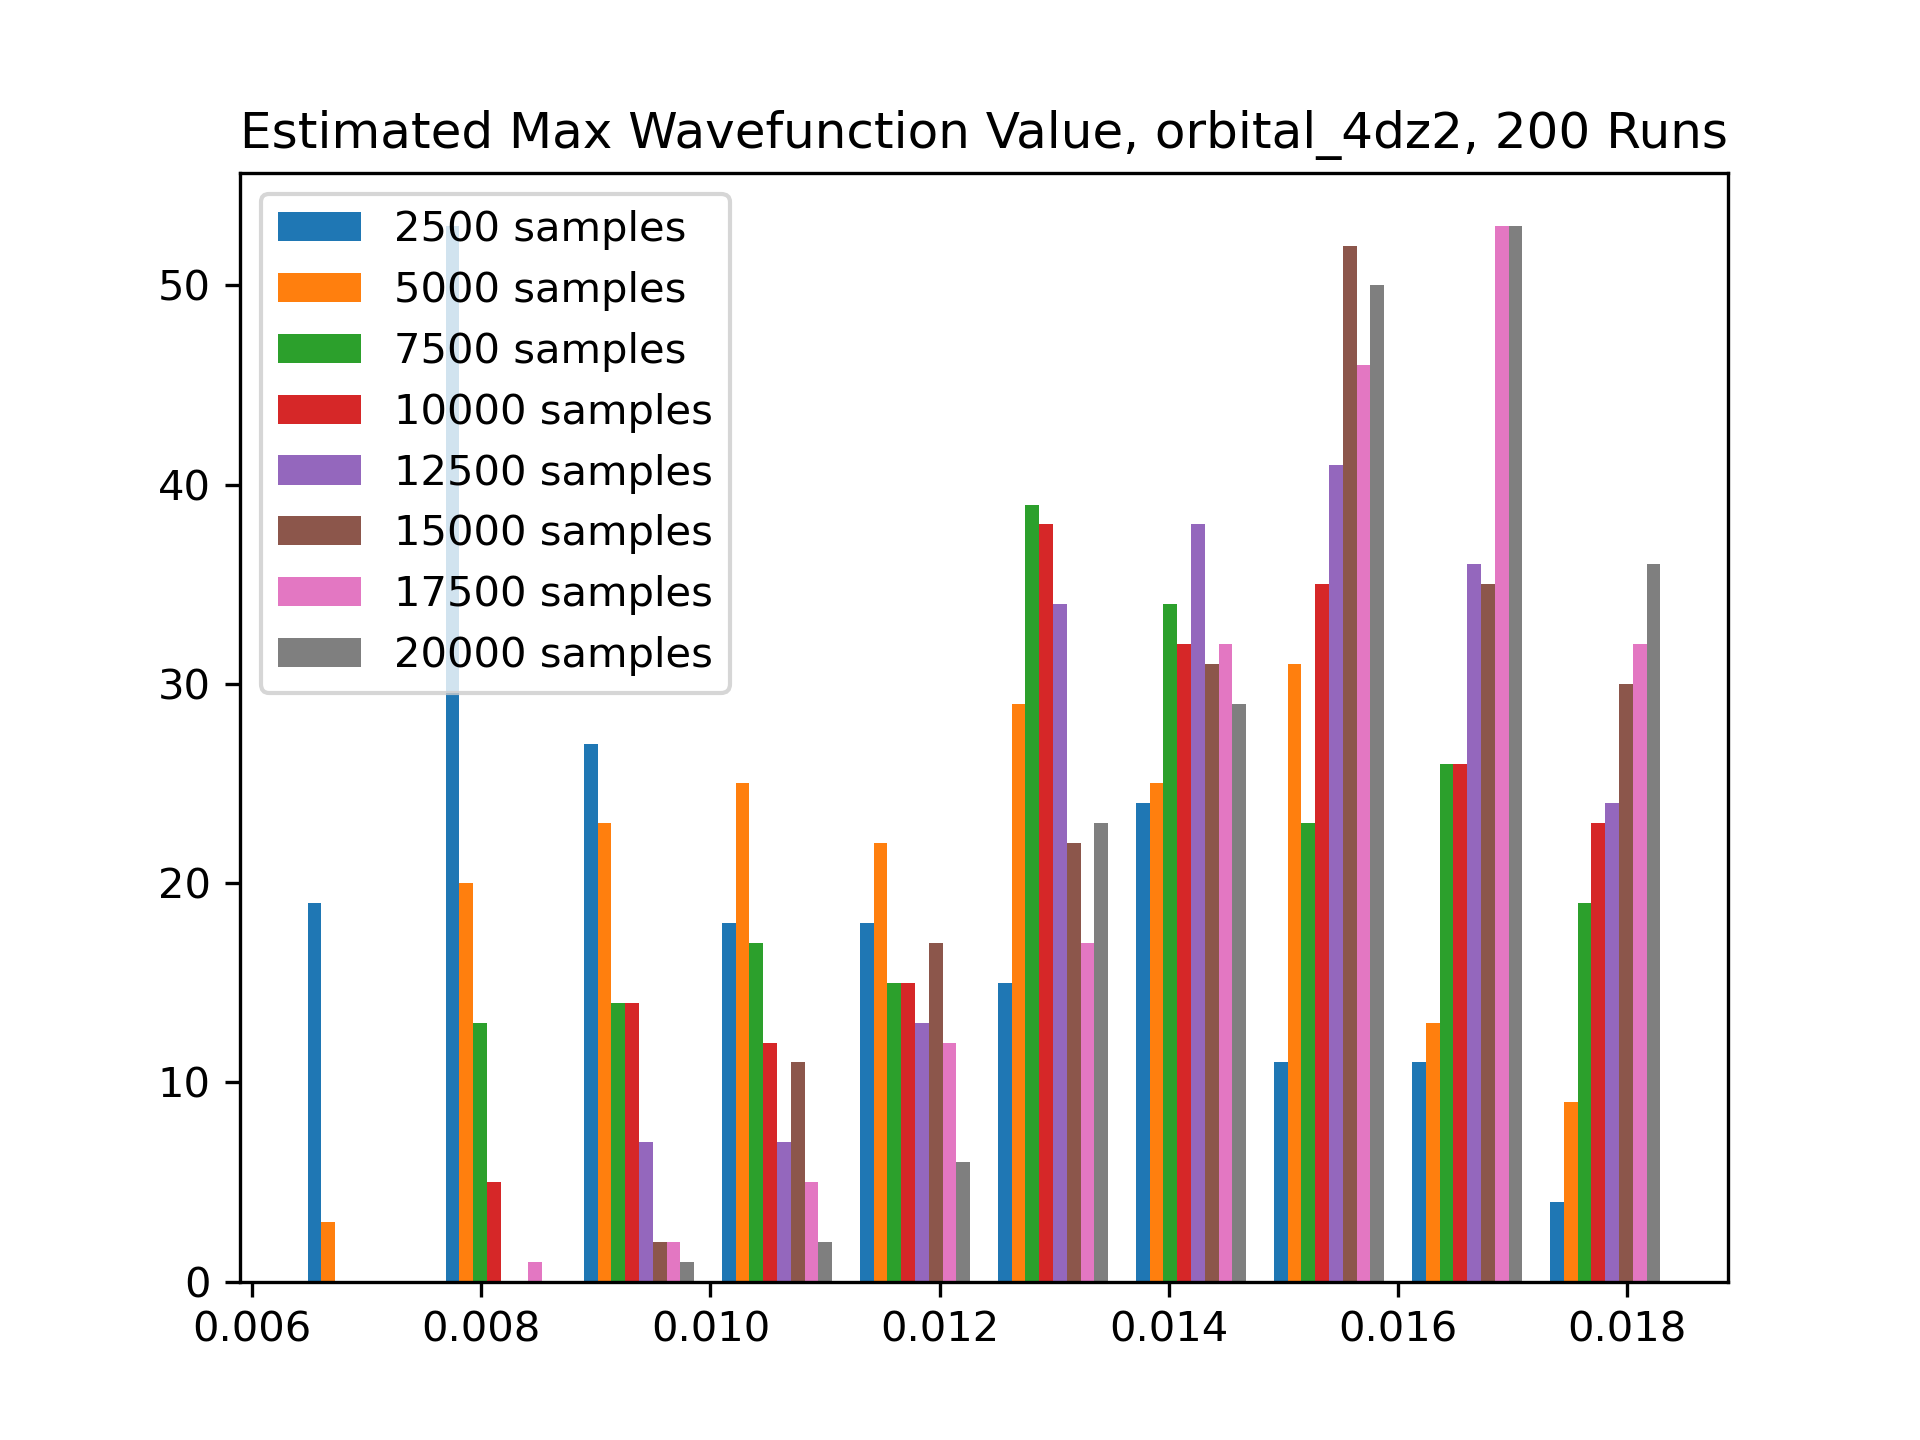 Estimated Max Wavefunction Value, orbital_4dz2, 200 Runs
2500 samples
5000 samples
7500 samples
10000 samples
12500 samples
15000 samples
17500 samples
20000 samples
50
40
30
20
10
0
0.006 0.008 0.010 0.012 0.014 0.016 0.018